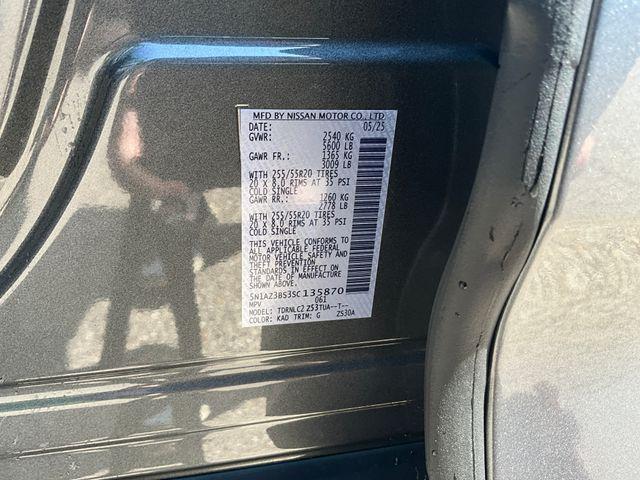 MFD BY NISSAN MOTOR CO., LTD
DATE: 05/25
GVWR: 2540 KG
5600 LB
GAWR FR.: 1365 KG
3009 LB
WITH 255/55R20 TIRES
20 X 8.0 RIMS AT 35 PSI
COLD SINGLE
GAWR RR.: 1260 KG
2778 LB
WITH 255/55R20 TIRES
20 X 8.0 RIMS AT 35 PSI
COLD SINGLE
THIS VEHICLE CONFORMS TO
ALL APPLICABLE FEDERAL
MOTOR VEHICLE SAFETY AND
THEFT PREVENTION
STANDARDS IN EFFECT ON
THE DATE OF MANUFACTURE
SHOWN ABOVE.
5N1AZ3BS3SC135870
MPV 061
MODEL: TDRNLC2 Z53TUA--T--
COLOR: KAD TRIM: G Z530A